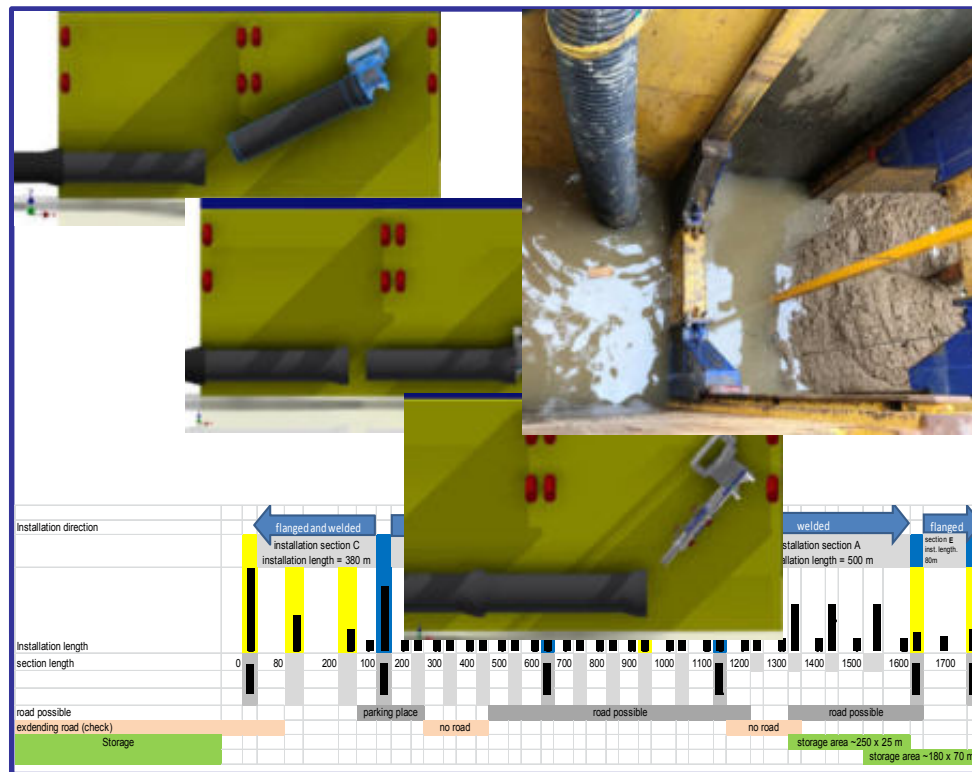 Installation direction
flanged and welded
welded
flanged
installation section C
installation length = 380 m
stallation section A
allation length = 500 m
section E
inst. length.
80m
Installation length
section length
0 80 200 100 200 300 400 500 600 700 800 900 1000 1100 1200 1300 1400 1500 1600 1700
road possible
parking place
road possible
road possible
exdending road (check)
no road
no road
Storage
storage area ~250 x 25 m
storage area ~180 x 70 m